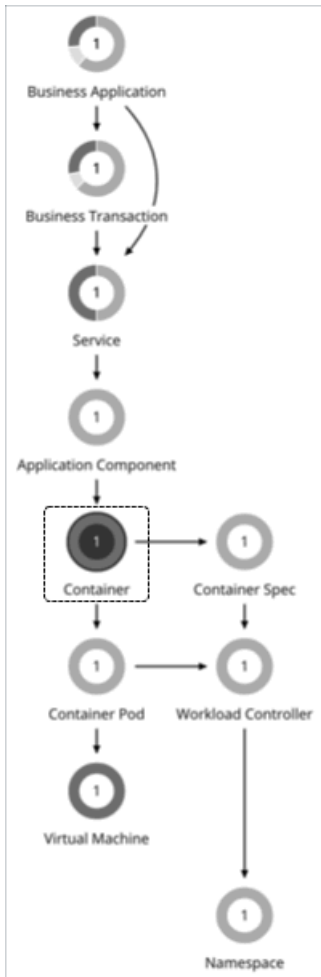 1
Business Application
1
Business Transaction
1
Service
1
Application Component
1
Container
1
Container Spec
1
Container Pod
1
Workload Controller
1
Virtual Machine
1
Namespace